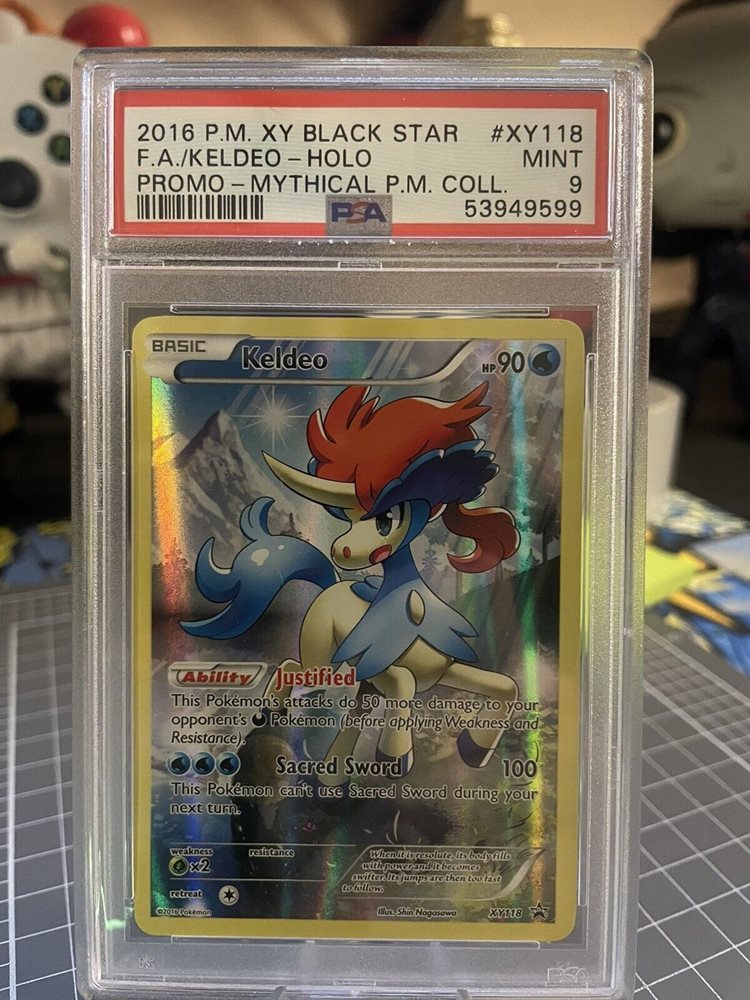 2016 P.M. XY BLACK STAR #XY118
F.A./KELDEO - HOLO MINT
PROMO - MYTHICAL P.M. COLL. 9
PSA 53949599
BASIC Keldeo HP 90
Ability Justified
This Pokémon's attacks do 50 more damage to your
opponent's Pokémon (before applying Weakness and
Resistance).
Sacred Sword 100
This Pokémon can't use Sacred Sword during your
next turn.
weakness resistance
×2
When it is resolute, its body fills
with power and it becomes
swifter. Its jumps are then too fast
to follow.
retreat
©2016 Pokémon Illus. Shin Nagasawa XY118
PSA